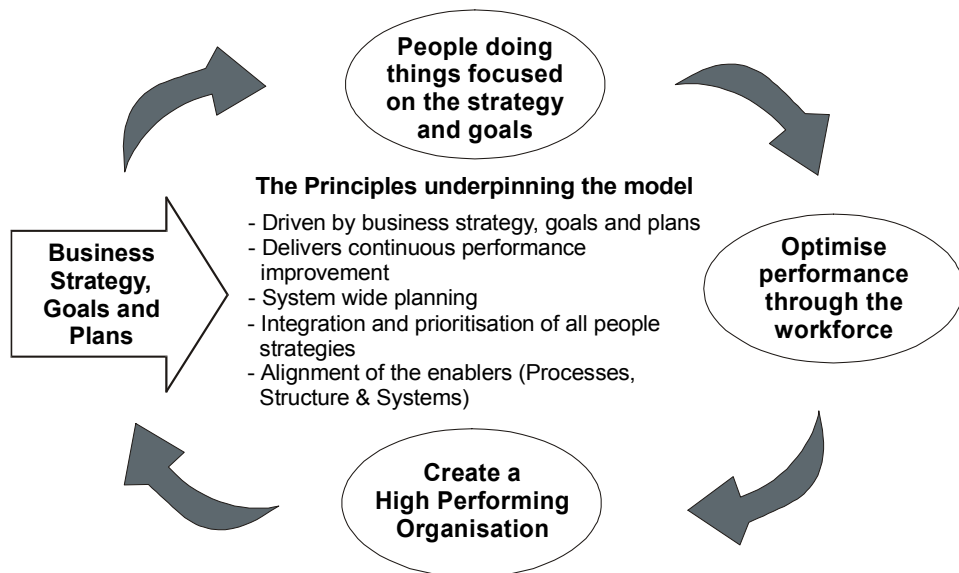 People doing
things focused
on the strategy
and goals
The Principles underpinning the model
- Driven by business strategy, goals and plans
- Delivers continuous performance
improvement
- System wide planning
- Integration and prioritisation of all people
strategies
- Alignment of the enablers (Processes,
Structure & Systems)
Business
Strategy,
Goals and
Plans
Optimise
performance
through the
workforce
Create a
High Performing
Organisation